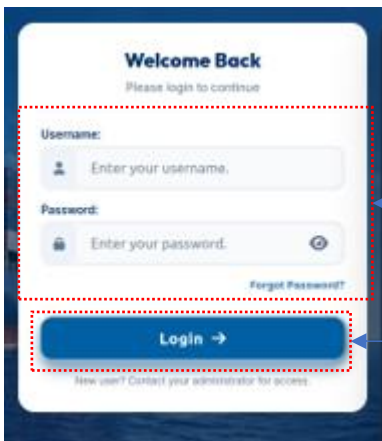 Welcome Back
Please login to continue
Username:
Enter your username.
Password:
Enter your password.
Forgot Password?
Login →
New user? Contact your administrator for access.